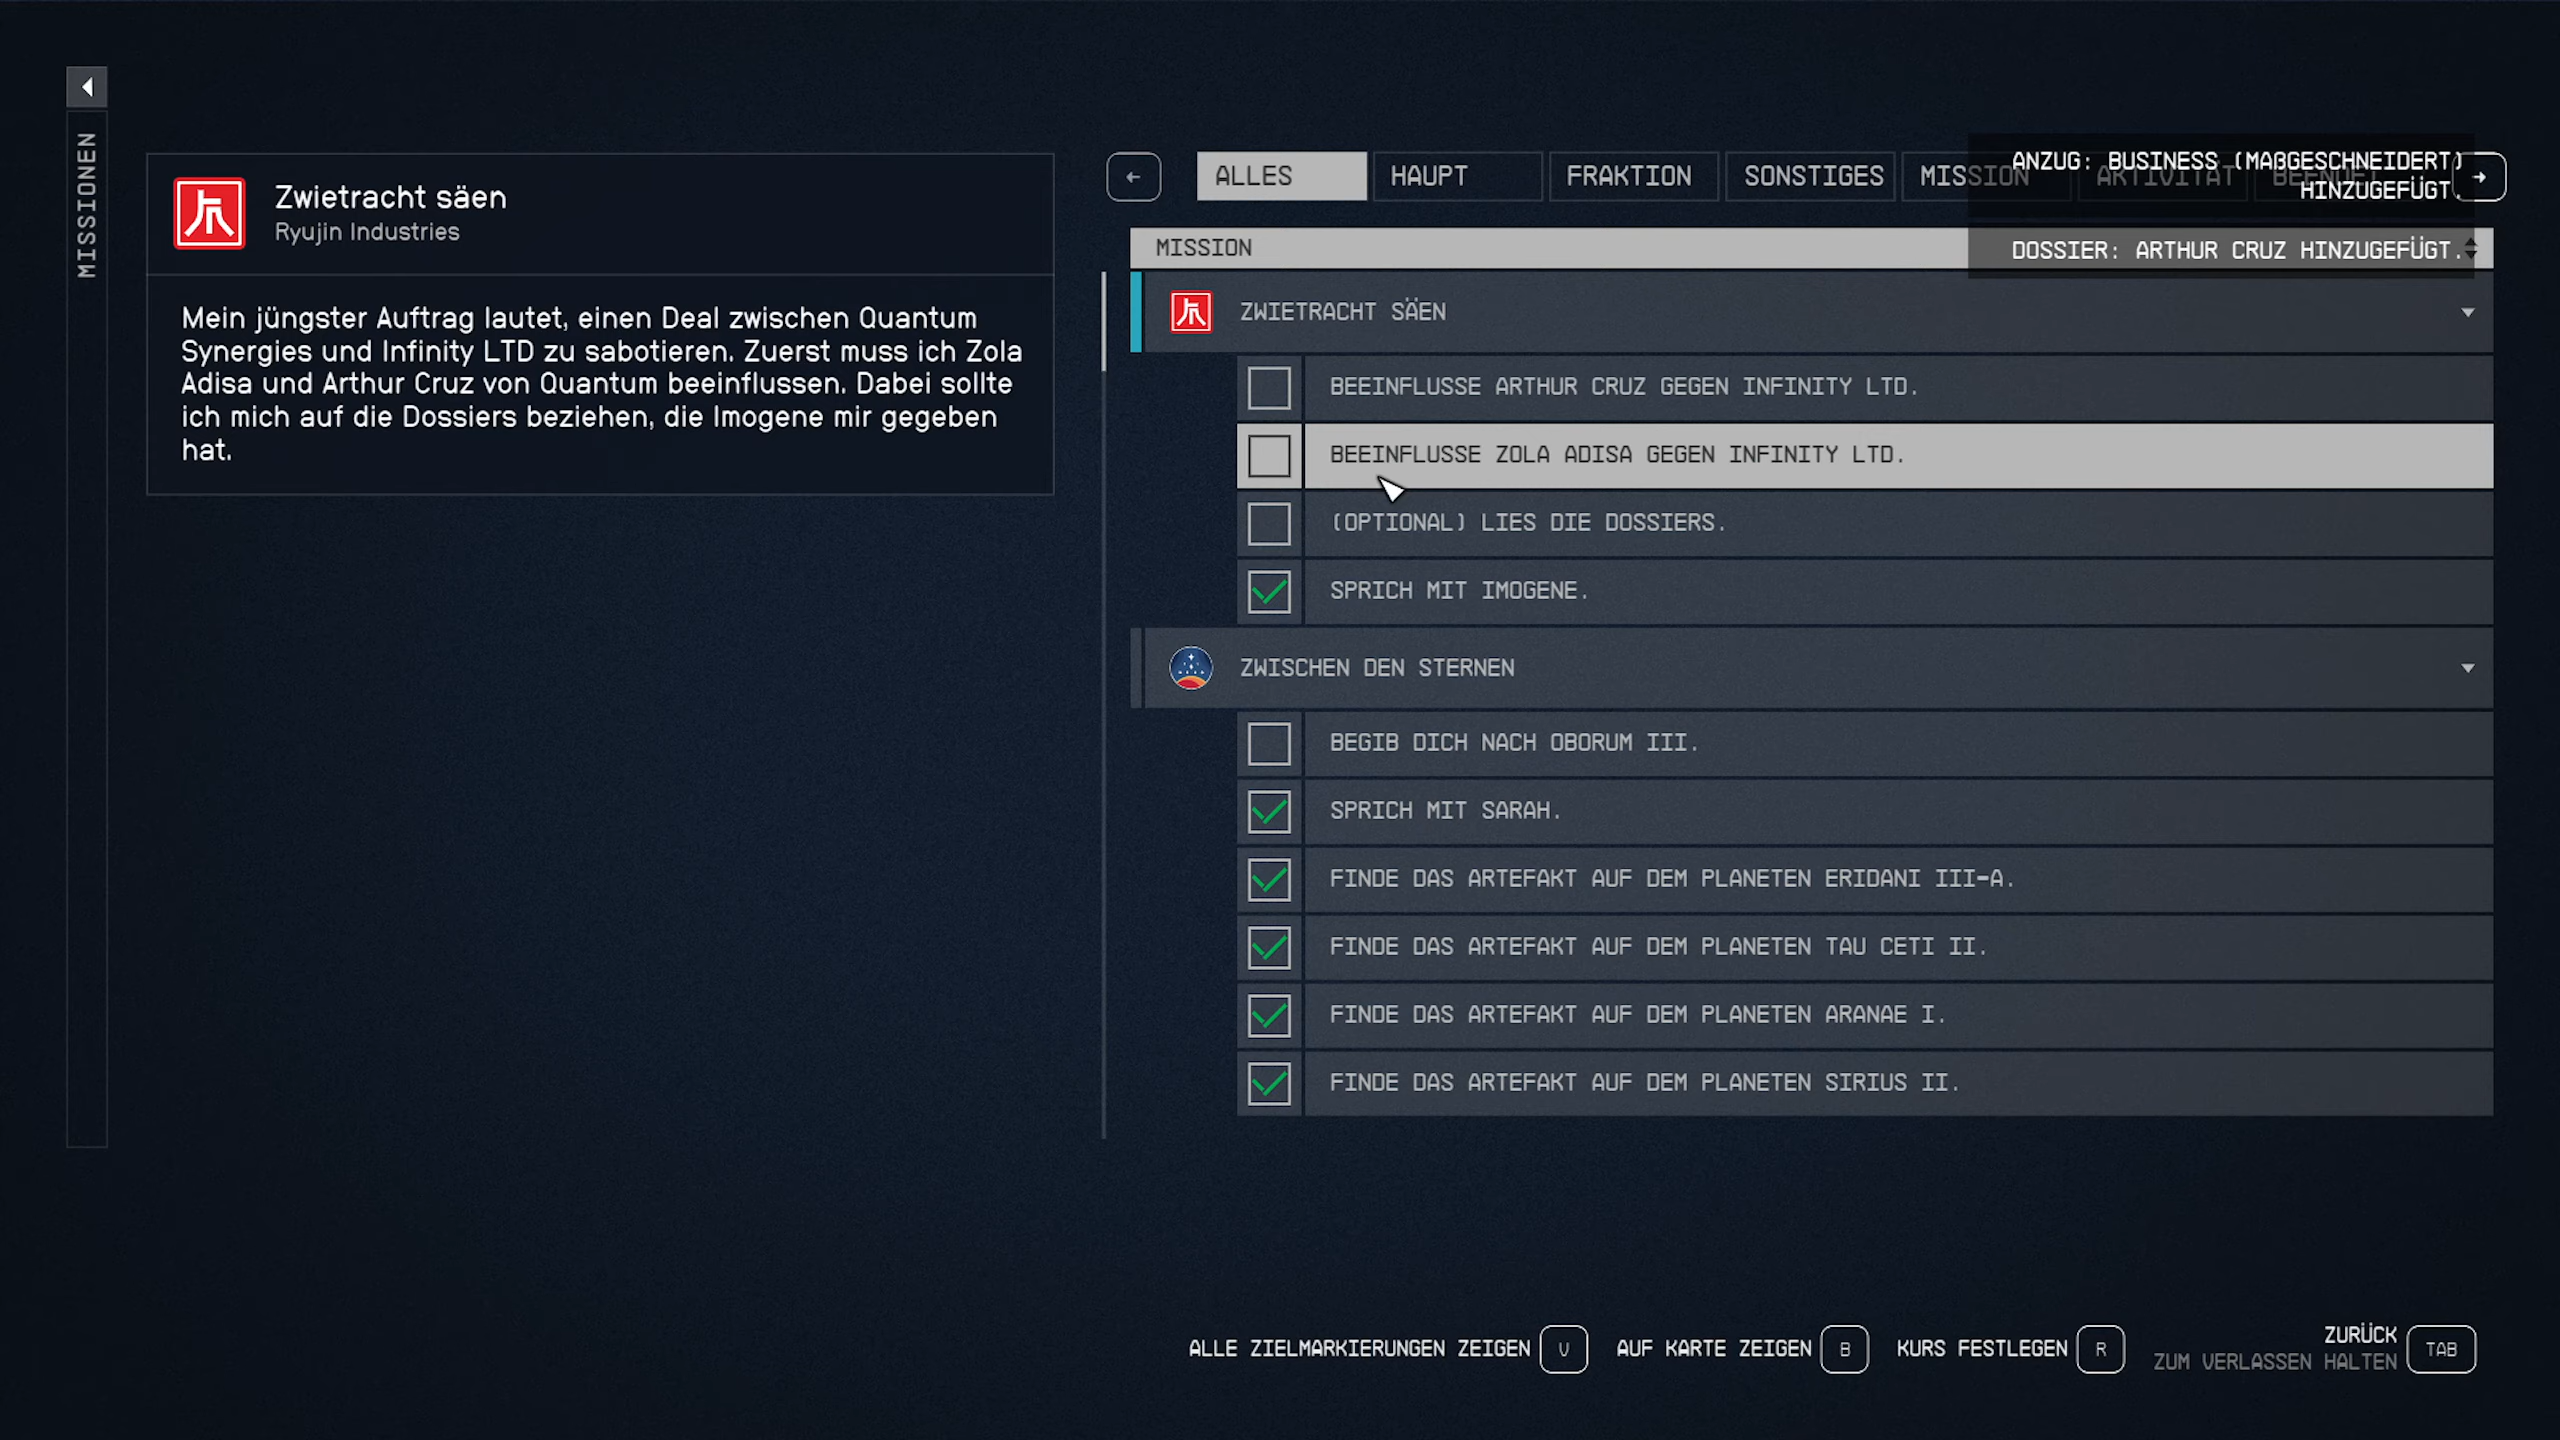 MISSIONEN
Zwietracht säen
Ryujin Industries
Mein jüngster Auftrag lautet, einen Deal zwischen Quantum
Synergies und Infinity LTD zu sabotieren. Zuerst muss ich Zola
Adisa und Arthur Cruz von Quantum beeinflussen. Dabei sollte
ich mich auf die Dossiers beziehen, die Imogene mir gegeben
hat.
ALLES HAUPT FRAKTION SONSTIGES MISSION AKTIVITÄT BEENDET
ANZUG: BUSINESS (MAẞGESCHNEIDERT)
HINZUGEFÜGT.
DOSSIER: ARTHUR CRUZ HINZUGEFÜGT.
MISSION
ZWIETRACHT SÄEN
BEEINFLUSSE ARTHUR CRUZ GEGEN INFINITY LTD.
BEEINFLUSSE ZOLA ADISA GEGEN INFINITY LTD.
(OPTIONAL) LIES DIE DOSSIERS.
SPRICH MIT IMOGENE.
ZWISCHEN DEN STERNEN
BEGIB DICH NACH OBORUM III.
SPRICH MIT SARAH.
FINDE DAS ARTEFAKT AUF DEM PLANETEN ERIDANI III-A.
FINDE DAS ARTEFAKT AUF DEM PLANETEN TAU CETI II.
FINDE DAS ARTEFAKT AUF DEM PLANETEN ARANAE I.
FINDE DAS ARTEFAKT AUF DEM PLANETEN SIRIUS II.
ALLE ZIELMARKIERUNGEN ZEIGEN V
AUF KARTE ZEIGEN B
KURS FESTLEGEN R
ZURÜCK TAB
ZUM VERLASSEN HALTEN